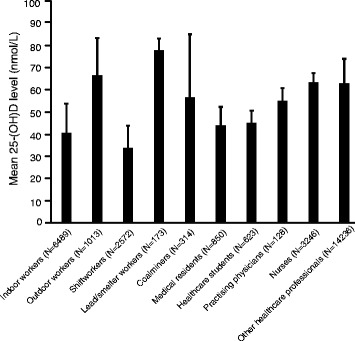 Mean 25-(OH)D level (nmol/L)
100
90
80
70
60
50
40
30
20
10
0
Indoor workers (N=6489)
Outdoor workers (N=1013)
Shiftworkers (N=2572)
Lead/smelter workers (N=173)
Coalminers (N=314)
Medical residents (N=850)
Healthcare students (N=623)
Practising physicians (N=128)
Nurses (N=3246)
Other healthcare professionals (N=14236)